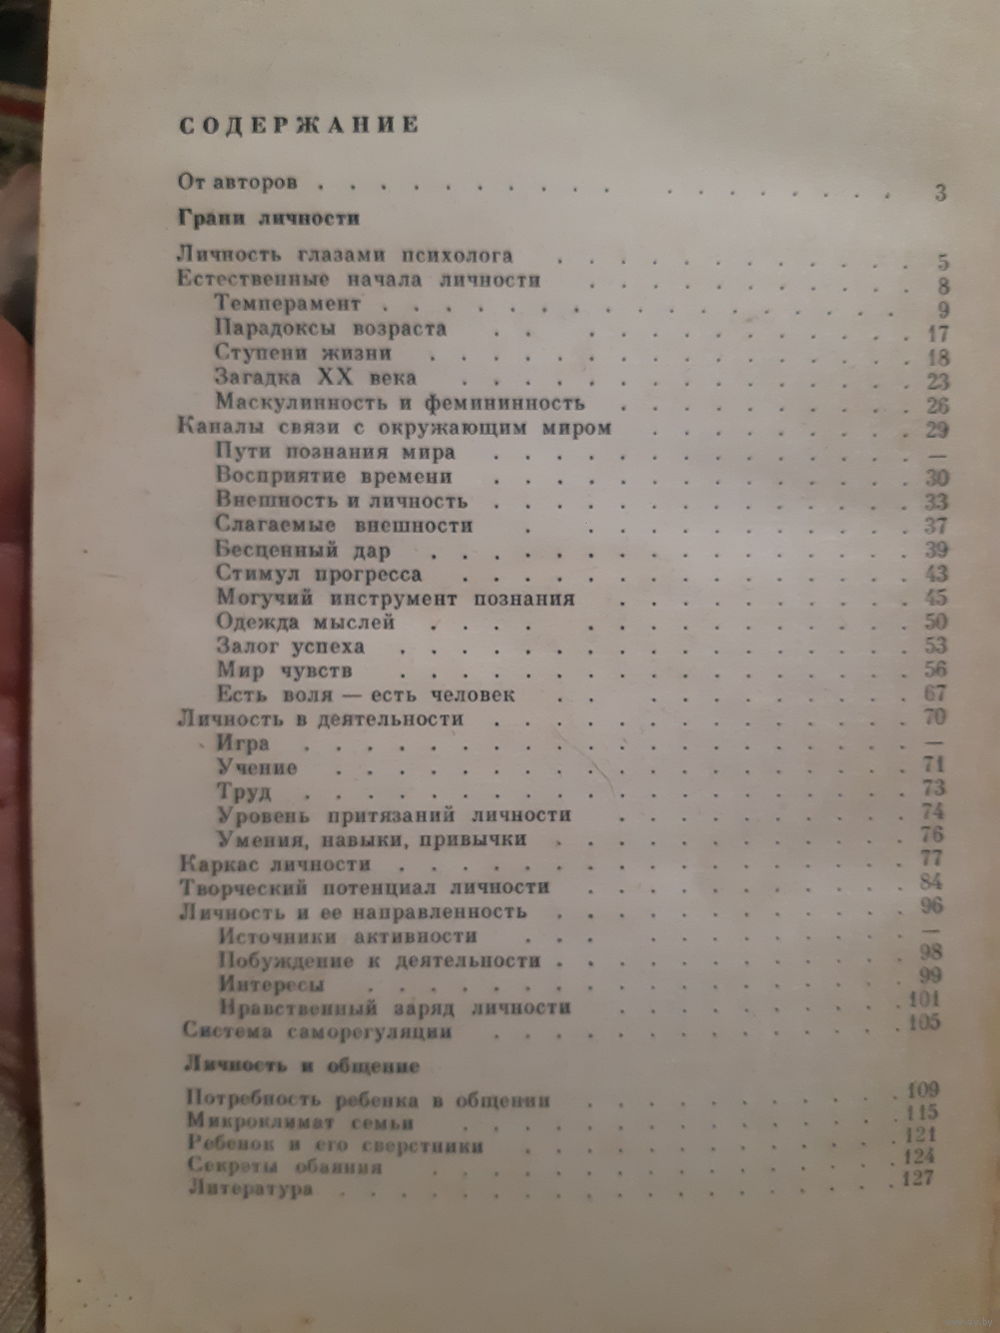 СОДЕРЖАНИЕ
От авторов . . . . . . . . . . . . . . . . . . 3
Грани личности
Личность глазами психолога . . . . . . . . . . . . 5
Естественные начала личности . . . . . . . . . . . 8
Темперамент . . . . . . . . . . . . . . . . . 9
Парадоксы возраста . . . . . . . . . . . . . 17
Ступени жизни . . . . . . . . . . . . . . . . 18
Загадка XX века . . . . . . . . . . . . . . . 23
Маскулинность и фемининность . . . . . . . . . . 26
Каналы связи с окружающим миром . . . . . . . . . 29
Пути познания мира . . . . . . . . . . . . . . —
Восприятие времени . . . . . . . . . . . . . . 30
Внешность и личность . . . . . . . . . . . . . . 33
Слагаемые внешности . . . . . . . . . . . . 37
Бесценный дар . . . . . . . . . . . . . . . . 39
Стимул прогресса . . . . . . . . . . . . . . . 43
Могучий инструмент познания . . . . . . . . . . 45
Одежда мыслей . . . . . . . . . . . . . . . 50
Залог успеха . . . . . . . . . . . . . . . . . 53
Мир чувств . . . . . . . . . . . . . . . . . 56
Есть воля — есть человек . . . . . . . . . . . 67
Личность в деятельности . . . . . . . . . . . . . . 70
Игра . . . . . . . . . . . . . . . . . . . . —
Учение . . . . . . . . . . . . . . . . . . . 71
Труд . . . . . . . . . . . . . . . . . . . . 73
Уровень притязаний личности . . . . . . . . . . 74
Умения, навыки, привычки . . . . . . . . . . . . 76
Каркас личности . . . . . . . . . . . . . . . . . 77
Творческий потенциал личности . . . . . . . . . . . 84
Личность и ее направленность . . . . . . . . . . . . 96
Источники активности . . . . . . . . . . . . —
Побуждение к деятельности . . . . . . . . . . . . 98
Интересы . . . . . . . . . . . . . . . . . . 99
Нравственный заряд личности . . . . . . . . . . 101
Система саморегуляции . . . . . . . . . . . . . . 105
Личность и общение
Потребность ребенка в общении . . . . . . . . . . . 109
Микроклимат семьи . . . . . . . . . . . . . . . 115
Ребенок и его сверстники . . . . . . . . . . . . . 121
Секреты обаяния . . . . . . . . . . . . . . . 124
Литература . . . . . . . . . . . . . . . . . . 127